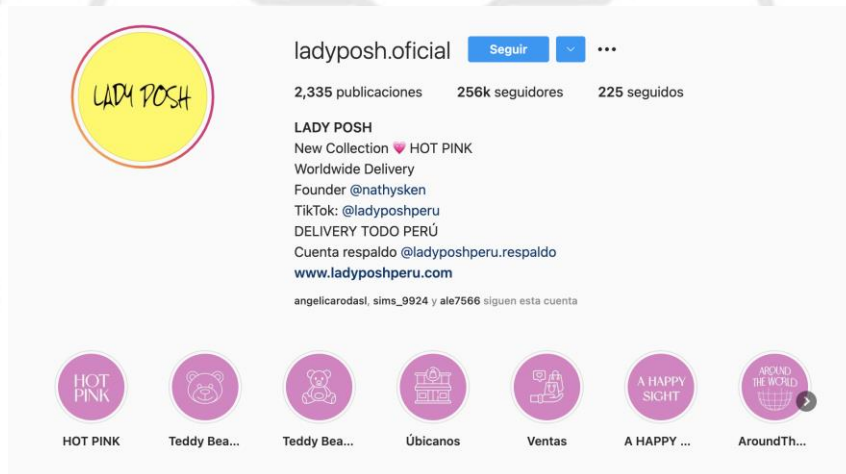 LADY POSH
ladyposh.oficial Seguir
2,335 publicaciones 256k seguidores 225 seguidos
LADY POSH
New Collection 💗 HOT PINK
Worldwide Delivery
Founder @nathysken
TikTok: @ladyposhperu
DELIVERY TODO PERÚ
Cuenta respaldo @ladyposhperu.respaldo
www.ladyposhperu.com
angelicarodasl, sims_9924 y ale7566 siguen esta cuenta
HOT
PINK
A HAPPY
SIGHT
AROUND
THE WORLD
HOT PINK Teddy Bea... Teddy Bea... Úbicanos Ventas A HAPPY ... AroundTh...